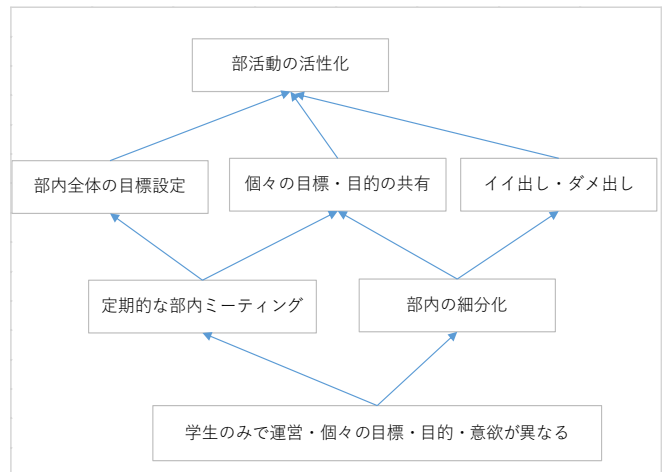 部活動の活性化
部内全体の目標設定
個々の目標・目的の共有
イイ出し・ダメ出し
定期的な部内ミーティング
部内の細分化
学生のみで運営・個々の目標・目的・意欲が異なる